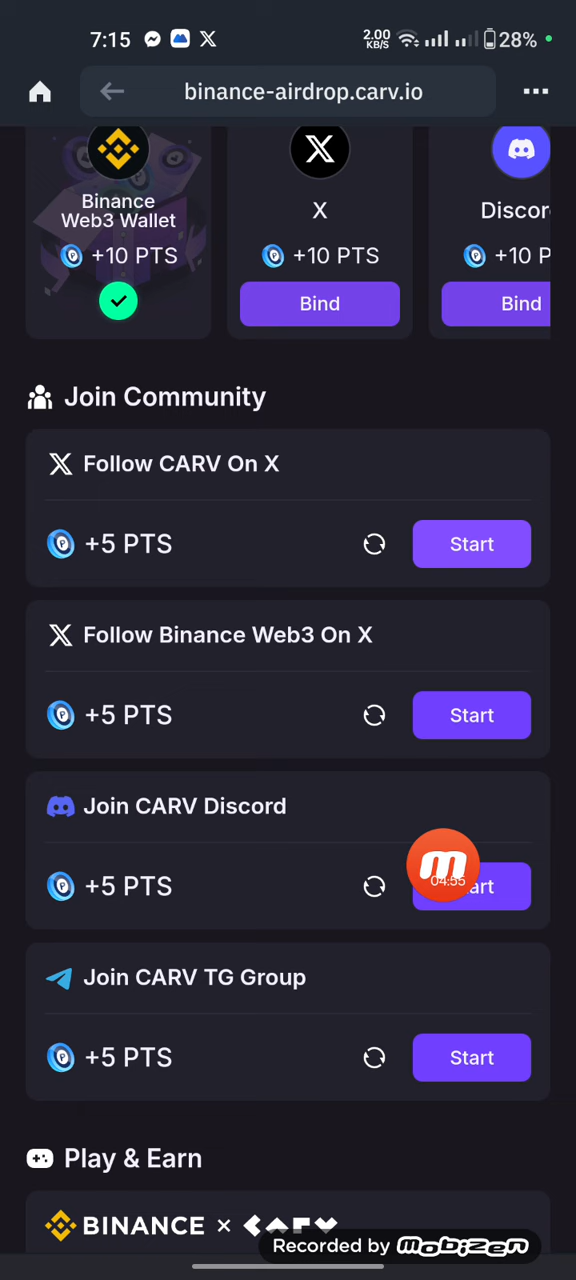 7:15
2.00
KB/S
28%
binance-airdrop.carv.io
Binance
Web3 Wallet
+10 PTS
X
+10 PTS
Bind
Discor
+10 P
Bind
Join Community
Follow CARV On X
+5 PTS
Start
Follow Binance Web3 On X
+5 PTS
Start
Join CARV Discord
+5 PTS
04:55
art
Join CARV TG Group
+5 PTS
Start
Play & Earn
BINANCE × CARV
Recorded by mobizen